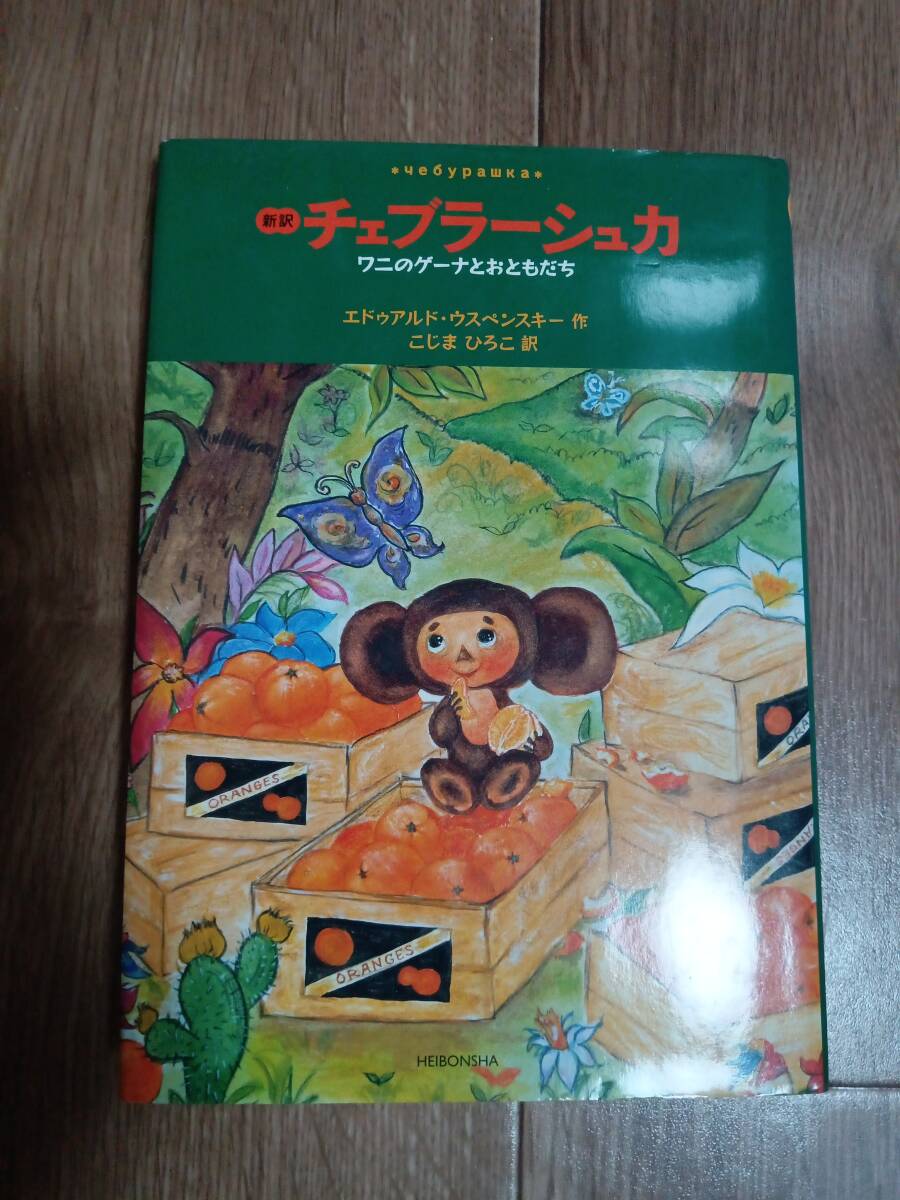 *чебурашка*
新訳 チェブラーシュカ
ワニのゲーナとおともだち
エドゥアルド・ウスペンスキー 作
こじま ひろこ 訳
ORANGES
ORANGES
HEIBONSHA